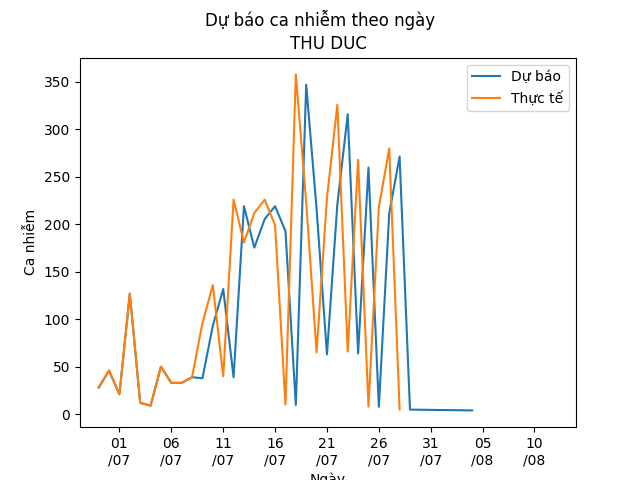 Dự báo ca nhiễm theo ngày
THU DUC
Dự báo
Thực tế
Ca nhiễm
350
300
250
200
150
100
50
0
01 06 11 16 21 26 31 05 10
/07 /07 /07 /07 /07 /07 /07 /08 /08
Ngày